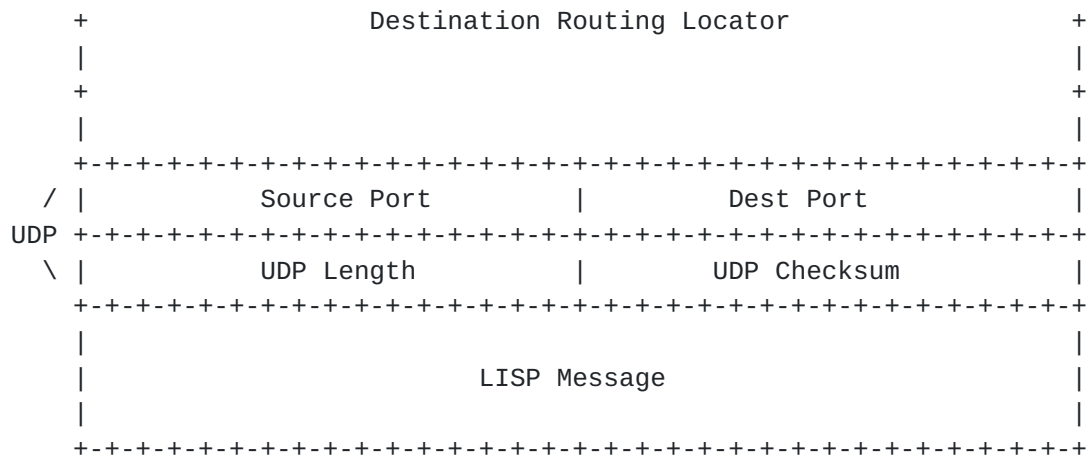 +                  Destination Routing Locator                  +
|                                                               |
+                                                               +
|                                                               |
+-+-+-+-+-+-+-+-+-+-+-+-+-+-+-+-+-+-+-+-+-+-+-+-+-+-+-+-+-+-+-+-+
/ |           Source Port         |         Dest Port             |
UDP +-+-+-+-+-+-+-+-+-+-+-+-+-+-+-+-+-+-+-+-+-+-+-+-+-+-+-+-+-+-+-+-+
\ |           UDP Length          |        UDP Checksum           |
+-+-+-+-+-+-+-+-+-+-+-+-+-+-+-+-+-+-+-+-+-+-+-+-+-+-+-+-+-+-+-+-+
|                                                               |
|                         LISP Message                          |
|                                                               |
+-+-+-+-+-+-+-+-+-+-+-+-+-+-+-+-+-+-+-+-+-+-+-+-+-+-+-+-+-+-+-+-+